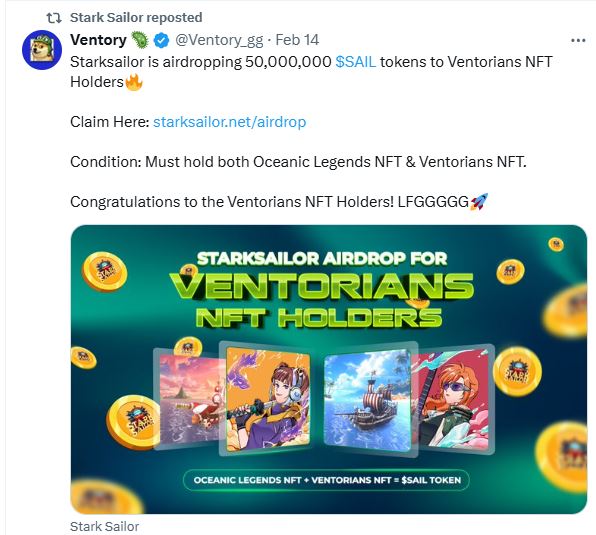 Stark Sailor reposted
Ventory @Ventory_gg · Feb 14
Starksailor is airdropping 50,000,000 $SAIL tokens to Ventorians NFT
Holders🔥
Claim Here: starksailor.net/airdrop
Condition: Must hold both Oceanic Legends NFT & Ventorians NFT.
Congratulations to the Ventorians NFT Holders! LFGGGGG🚀
STARKSAILOR AIRDROP FOR
VENTORIANS
NFT HOLDERS
OCEANIC LEGENDS NFT + VENTORIANS NFT = $SAIL TOKEN
Stark Sailor